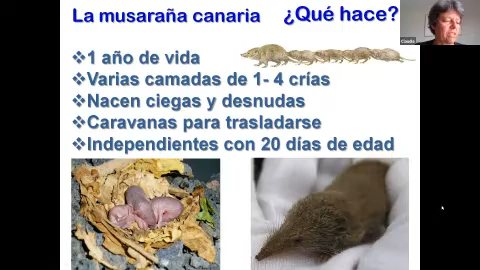 La musaraña canaria ¿Qué hace?
❖1 año de vida
❖Varias camadas de 1- 4 crías
❖Nacen ciegas y desnudas
❖Caravanas para trasladarse
❖Independientes con 20 días de edad